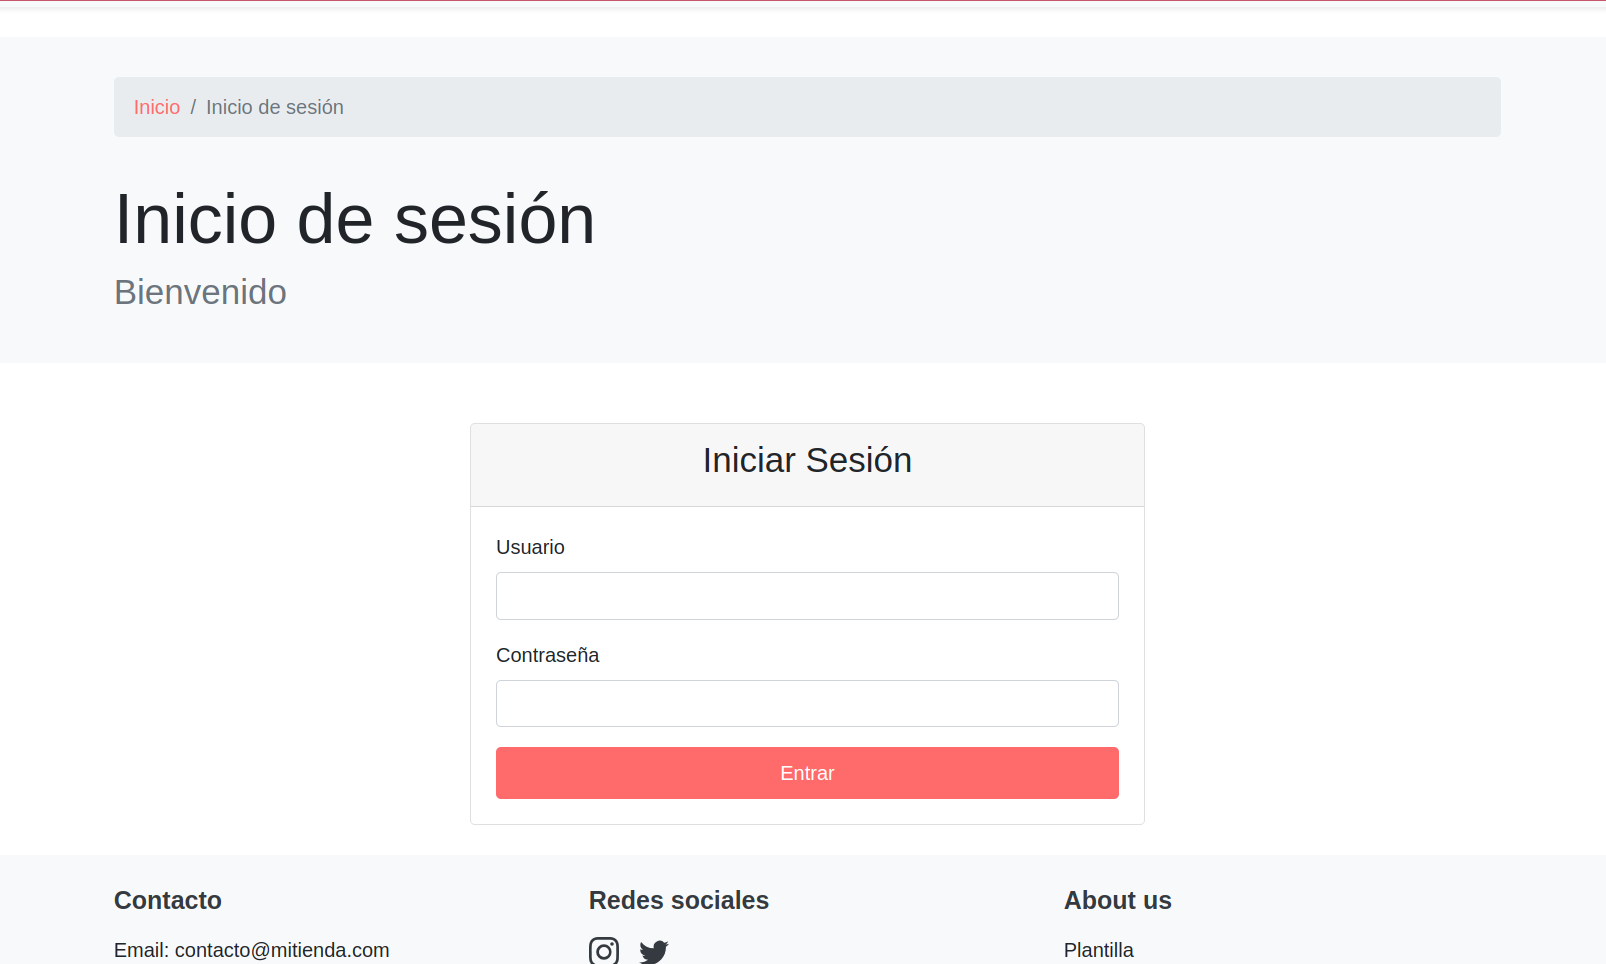 Inicio / Inicio de sesión
Inicio de sesión
Bienvenido
Iniciar Sesión
Usuario
Contraseña
Entrar
Contacto
Redes sociales
About us
Email: contacto@mitienda.com
Plantilla